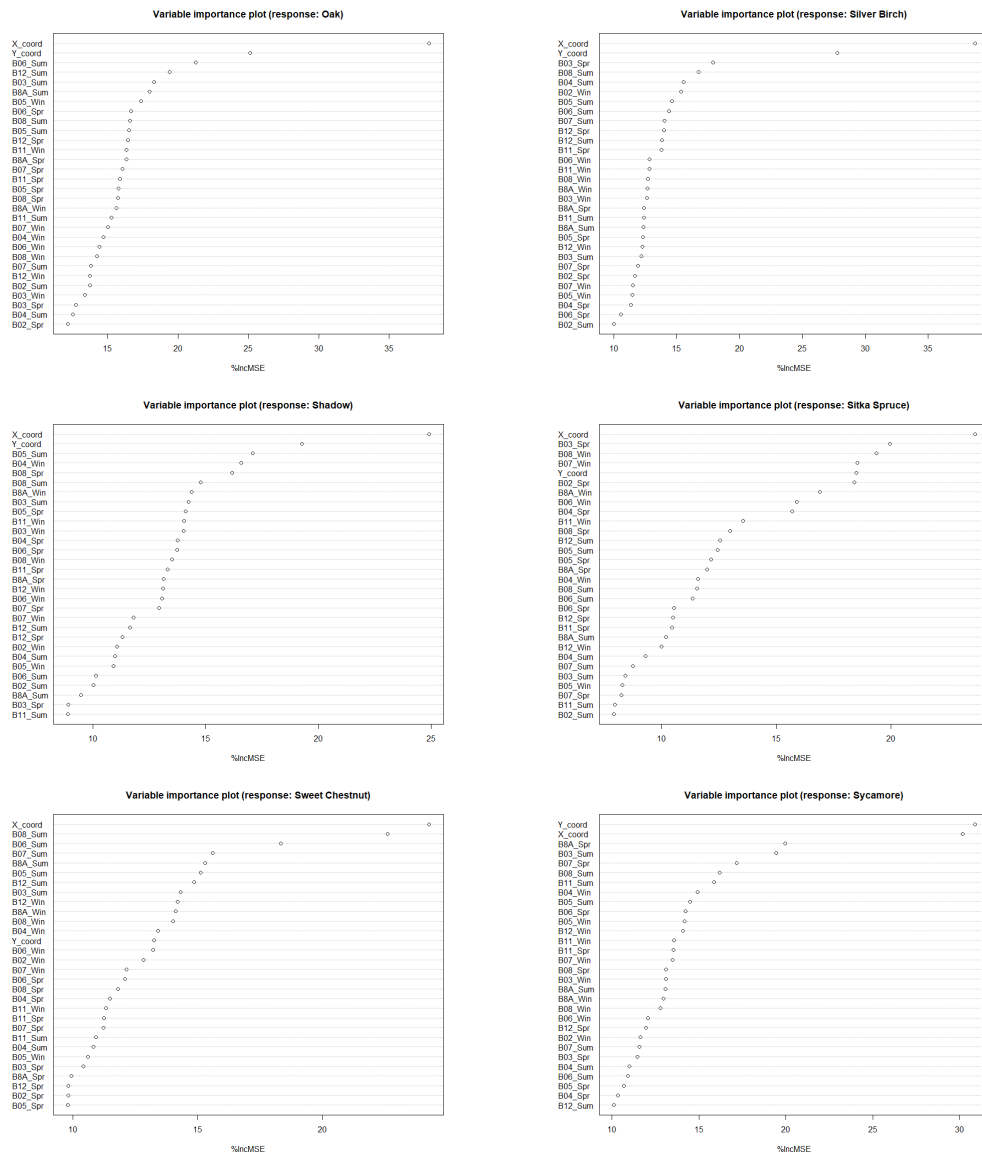 Variable importance plot (response: Oak)
X_coord
Y_coord
B06_Sum
B12_Sum
B03_Sum
B8A_Sum
B05_Win
B06_Spr
B08_Sum
B05_Sum
B12_Spr
B11_Win
B8A_Spr
B07_Spr
B11_Spr
B05_Spr
B08_Spr
B8A_Win
B11_Sum
B07_Win
B04_Win
B06_Win
B08_Win
B07_Sum
B12_Win
B02_Sum
B03_Win
B03_Spr
B04_Sum
B02_Spr
15 20 25 30 35
%IncMSE
Variable importance plot (response: Silver Birch)
X_coord
Y_coord
B03_Spr
B08_Sum
B04_Sum
B02_Win
B05_Sum
B06_Sum
B07_Sum
B12_Spr
B12_Sum
B11_Spr
B06_Win
B11_Win
B08_Win
B8A_Win
B03_Win
B8A_Spr
B11_Sum
B8A_Sum
B05_Spr
B12_Win
B03_Sum
B07_Spr
B02_Spr
B07_Win
B05_Win
B04_Spr
B06_Spr
B02_Sum
10 15 20 25 30 35
%IncMSE
Variable importance plot (response: Shadow)
X_coord
Y_coord
B05_Sum
B04_Win
B08_Spr
B08_Sum
B8A_Win
B03_Sum
B05_Spr
B11_Win
B03_Win
B04_Spr
B06_Spr
B08_Win
B11_Spr
B8A_Spr
B12_Win
B06_Win
B07_Spr
B07_Win
B12_Sum
B12_Spr
B02_Win
B04_Sum
B05_Win
B06_Sum
B02_Sum
B8A_Sum
B03_Spr
B11_Sum
10 15 20 25
%IncMSE
Variable importance plot (response: Sitka Spruce)
X_coord
B03_Spr
B08_Win
B07_Win
Y_coord
B02_Spr
B8A_Win
B06_Win
B04_Spr
B11_Win
B08_Spr
B12_Sum
B05_Sum
B05_Spr
B8A_Spr
B04_Win
B08_Sum
B06_Sum
B06_Spr
B12_Spr
B11_Spr
B8A_Sum
B12_Win
B04_Sum
B07_Sum
B03_Sum
B05_Win
B07_Spr
B11_Sum
B02_Sum
10 15 20
%IncMSE
Variable importance plot (response: Sweet Chestnut)
X_coord
B08_Sum
B06_Sum
B07_Sum
B8A_Sum
B05_Sum
B12_Sum
B03_Sum
B12_Win
B8A_Win
B08_Win
B04_Win
Y_coord
B06_Win
B02_Win
B07_Win
B06_Spr
B08_Spr
B04_Spr
B11_Win
B11_Spr
B07_Spr
B11_Sum
B04_Sum
B05_Win
B03_Spr
B8A_Spr
B12_Spr
B02_Spr
B05_Spr
10 15 20
%IncMSE
Variable importance plot (response: Sycamore)
Y_coord
X_coord
B8A_Spr
B03_Sum
B07_Spr
B08_Sum
B11_Sum
B04_Win
B05_Sum
B06_Spr
B05_Win
B12_Win
B11_Win
B11_Spr
B07_Win
B08_Spr
B03_Win
B8A_Sum
B8A_Win
B08_Win
B06_Win
B12_Spr
B02_Win
B07_Sum
B03_Spr
B04_Sum
B06_Sum
B05_Spr
B04_Spr
B12_Sum
10 15 20 25 30
%IncMSE